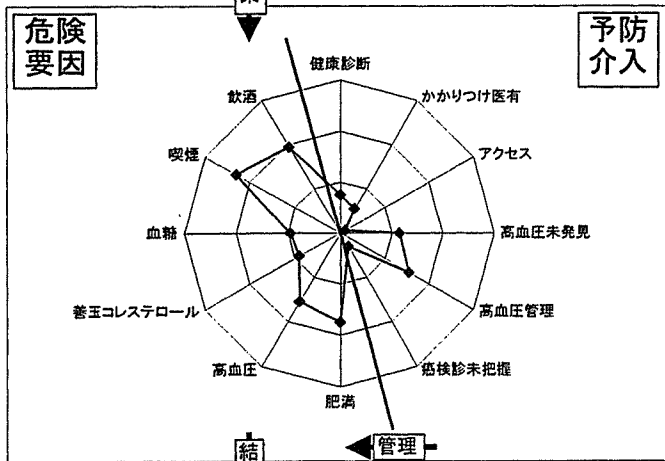 危険
要因
予防
介入
健康診断
飲酒
かかりつけ医有
喫煙
アクセス
血糖
高血圧未発見
善玉コレステロール
高血圧管理
高血圧
癌検診未把握
肥満
結
管理